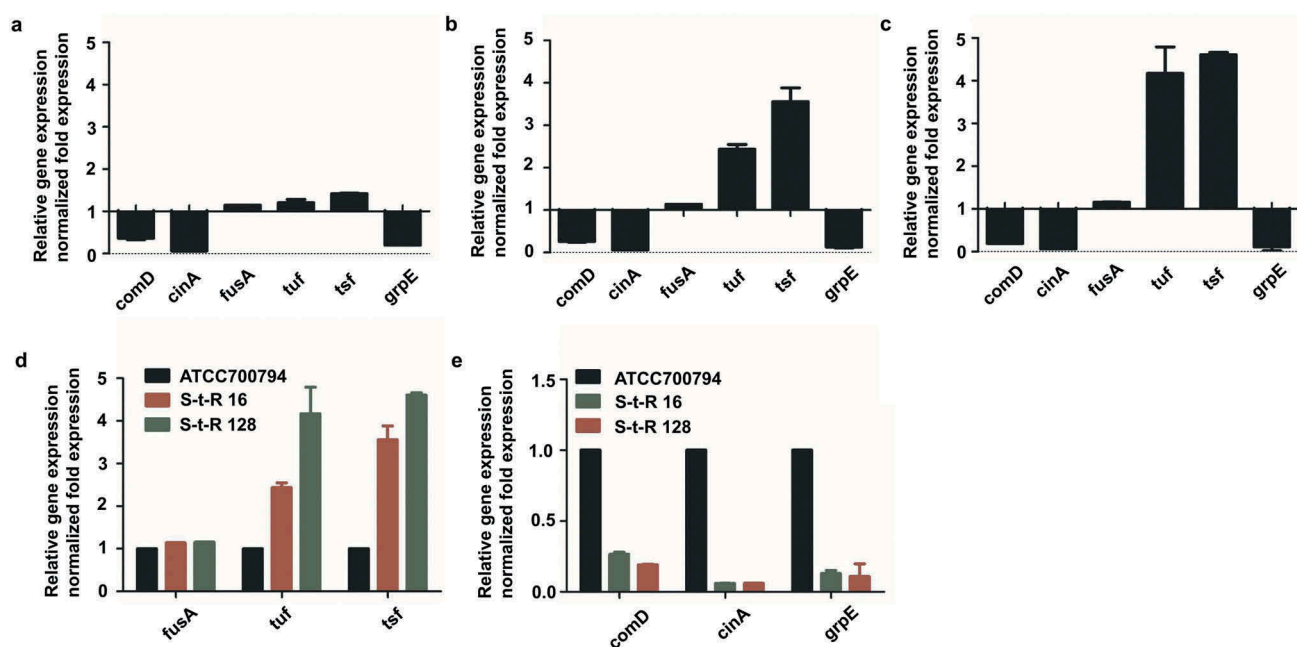 a
Relative gene expression
normalized fold expression
5
4
3
2
1
0
comD
cinA
fusA
tuf
tsf
grpE
b
Relative gene expression
normalized fold expression
5
4
3
2
1
0
comD
cinA
fusA
tuf
tsf
grpE
c
Relative gene expression
normalized fold expression
5
4
3
2
1
0
comD
cinA
fusA
tuf
tsf
grpE
d
Relative gene expression
normalized fold expression
ATCC700794
S-t-R 16
S-t-R 128
5
4
3
2
1
0
fusA
tuf
tsf
e
Relative gene expression
normalized fold expression
ATCC700794
S-t-R 16
S-t-R 128
1.5
1.0
0.5
0.0
comD
cinA
grpE